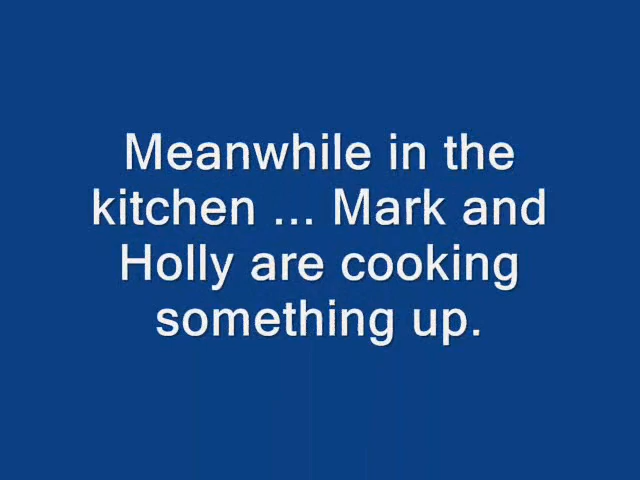 Meanwhile in the
kitchen ... Mark and
Holly are cooking
something up.